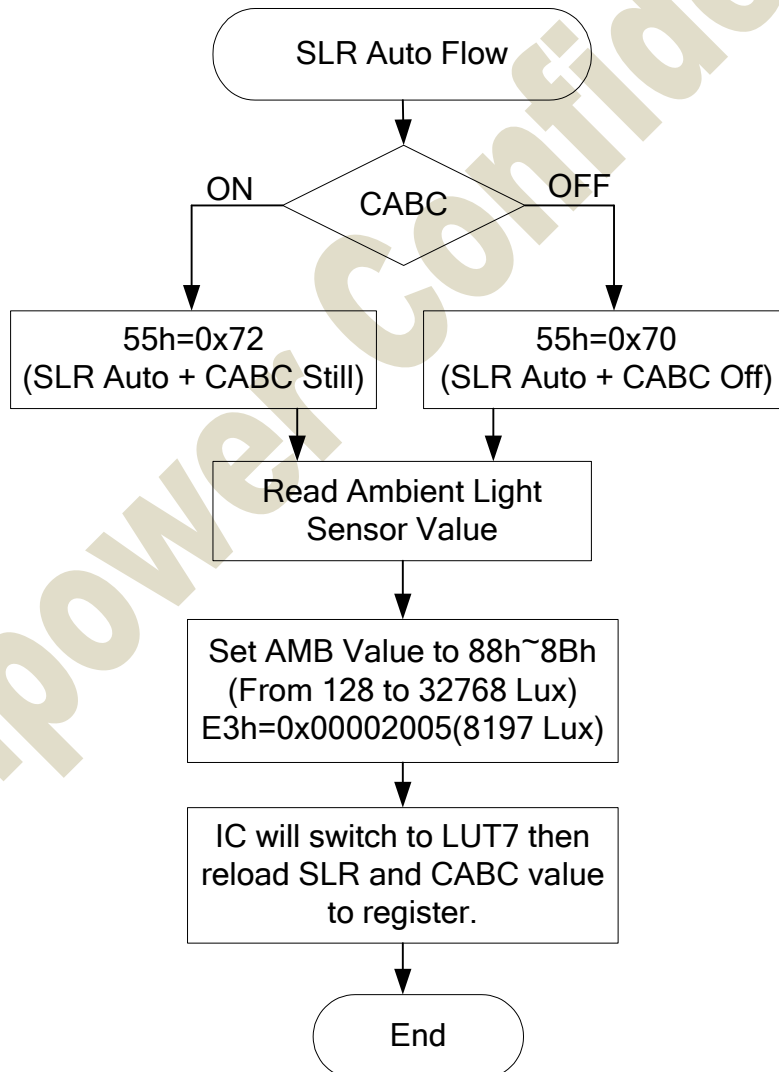 SLR Auto Flow
CABC
ON
OFF
55h=0x72
(SLR Auto + CABC Still)
55h=0x70
(SLR Auto + CABC Off)
Read Ambient Light
Sensor Value
Set AMB Value to 88h~8Bh
(From 128 to 32768 Lux)
E3h=0x00002005(8197 Lux)
IC will switch to LUT7 then
reload SLR and CABC value
to register.
End